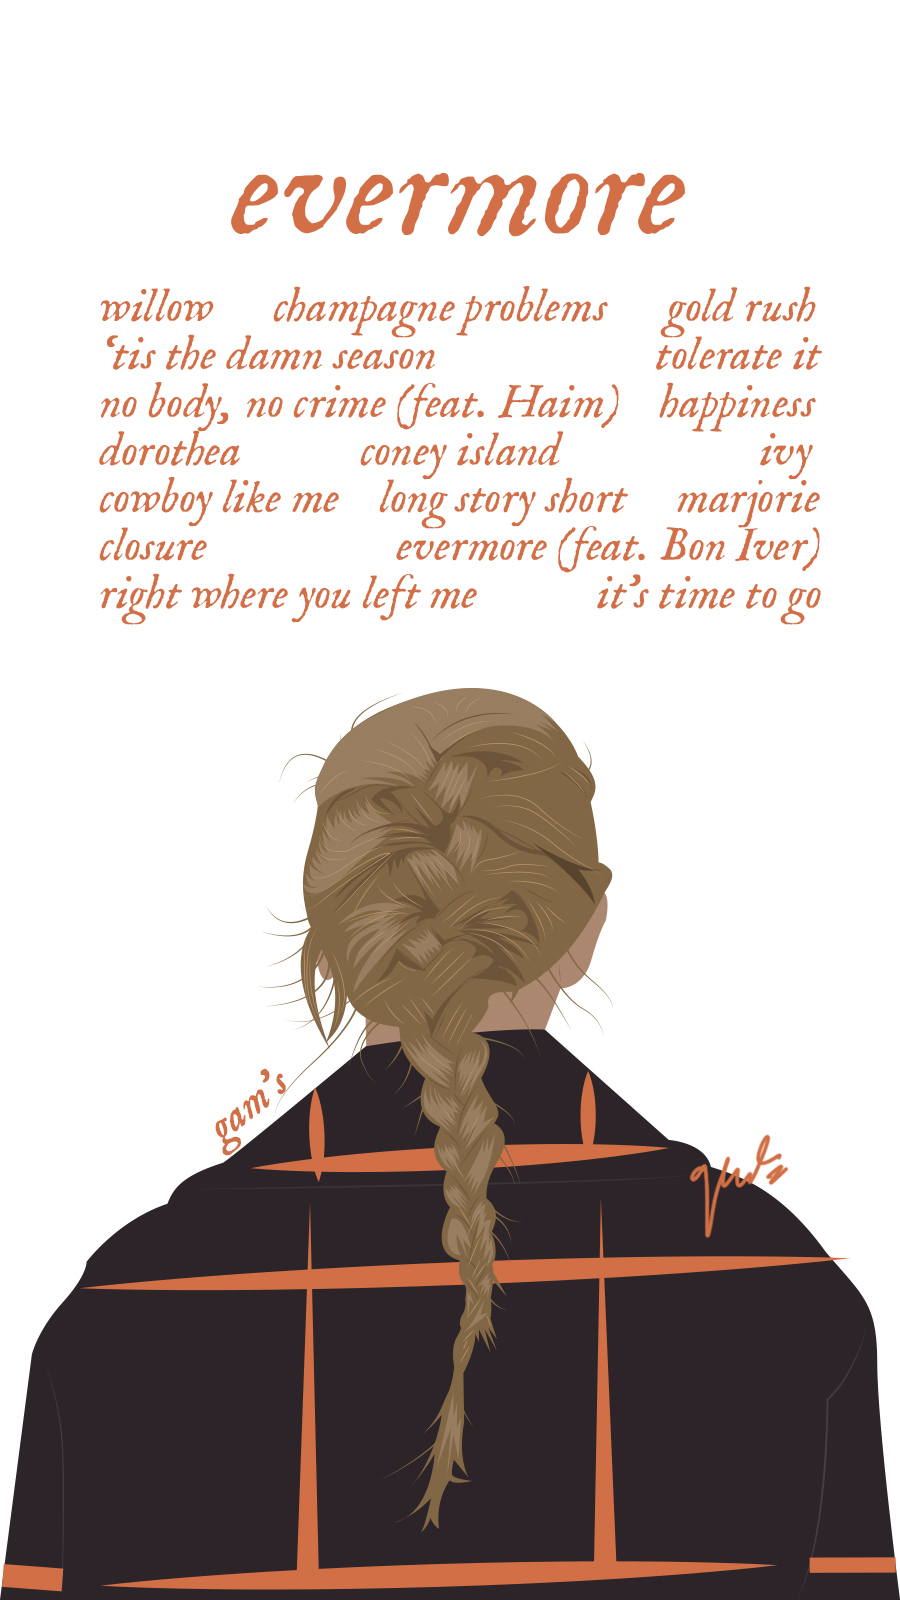 evermore
willow champagne problems gold rush
‘tis the damn season tolerate it
no body, no crime (feat. Haim) happiness
dorothea coney island ivy
cowboy like me long story short marjorie
closure evermore (feat. Bon Iver)
right where you left me it’s time to go
gam’s